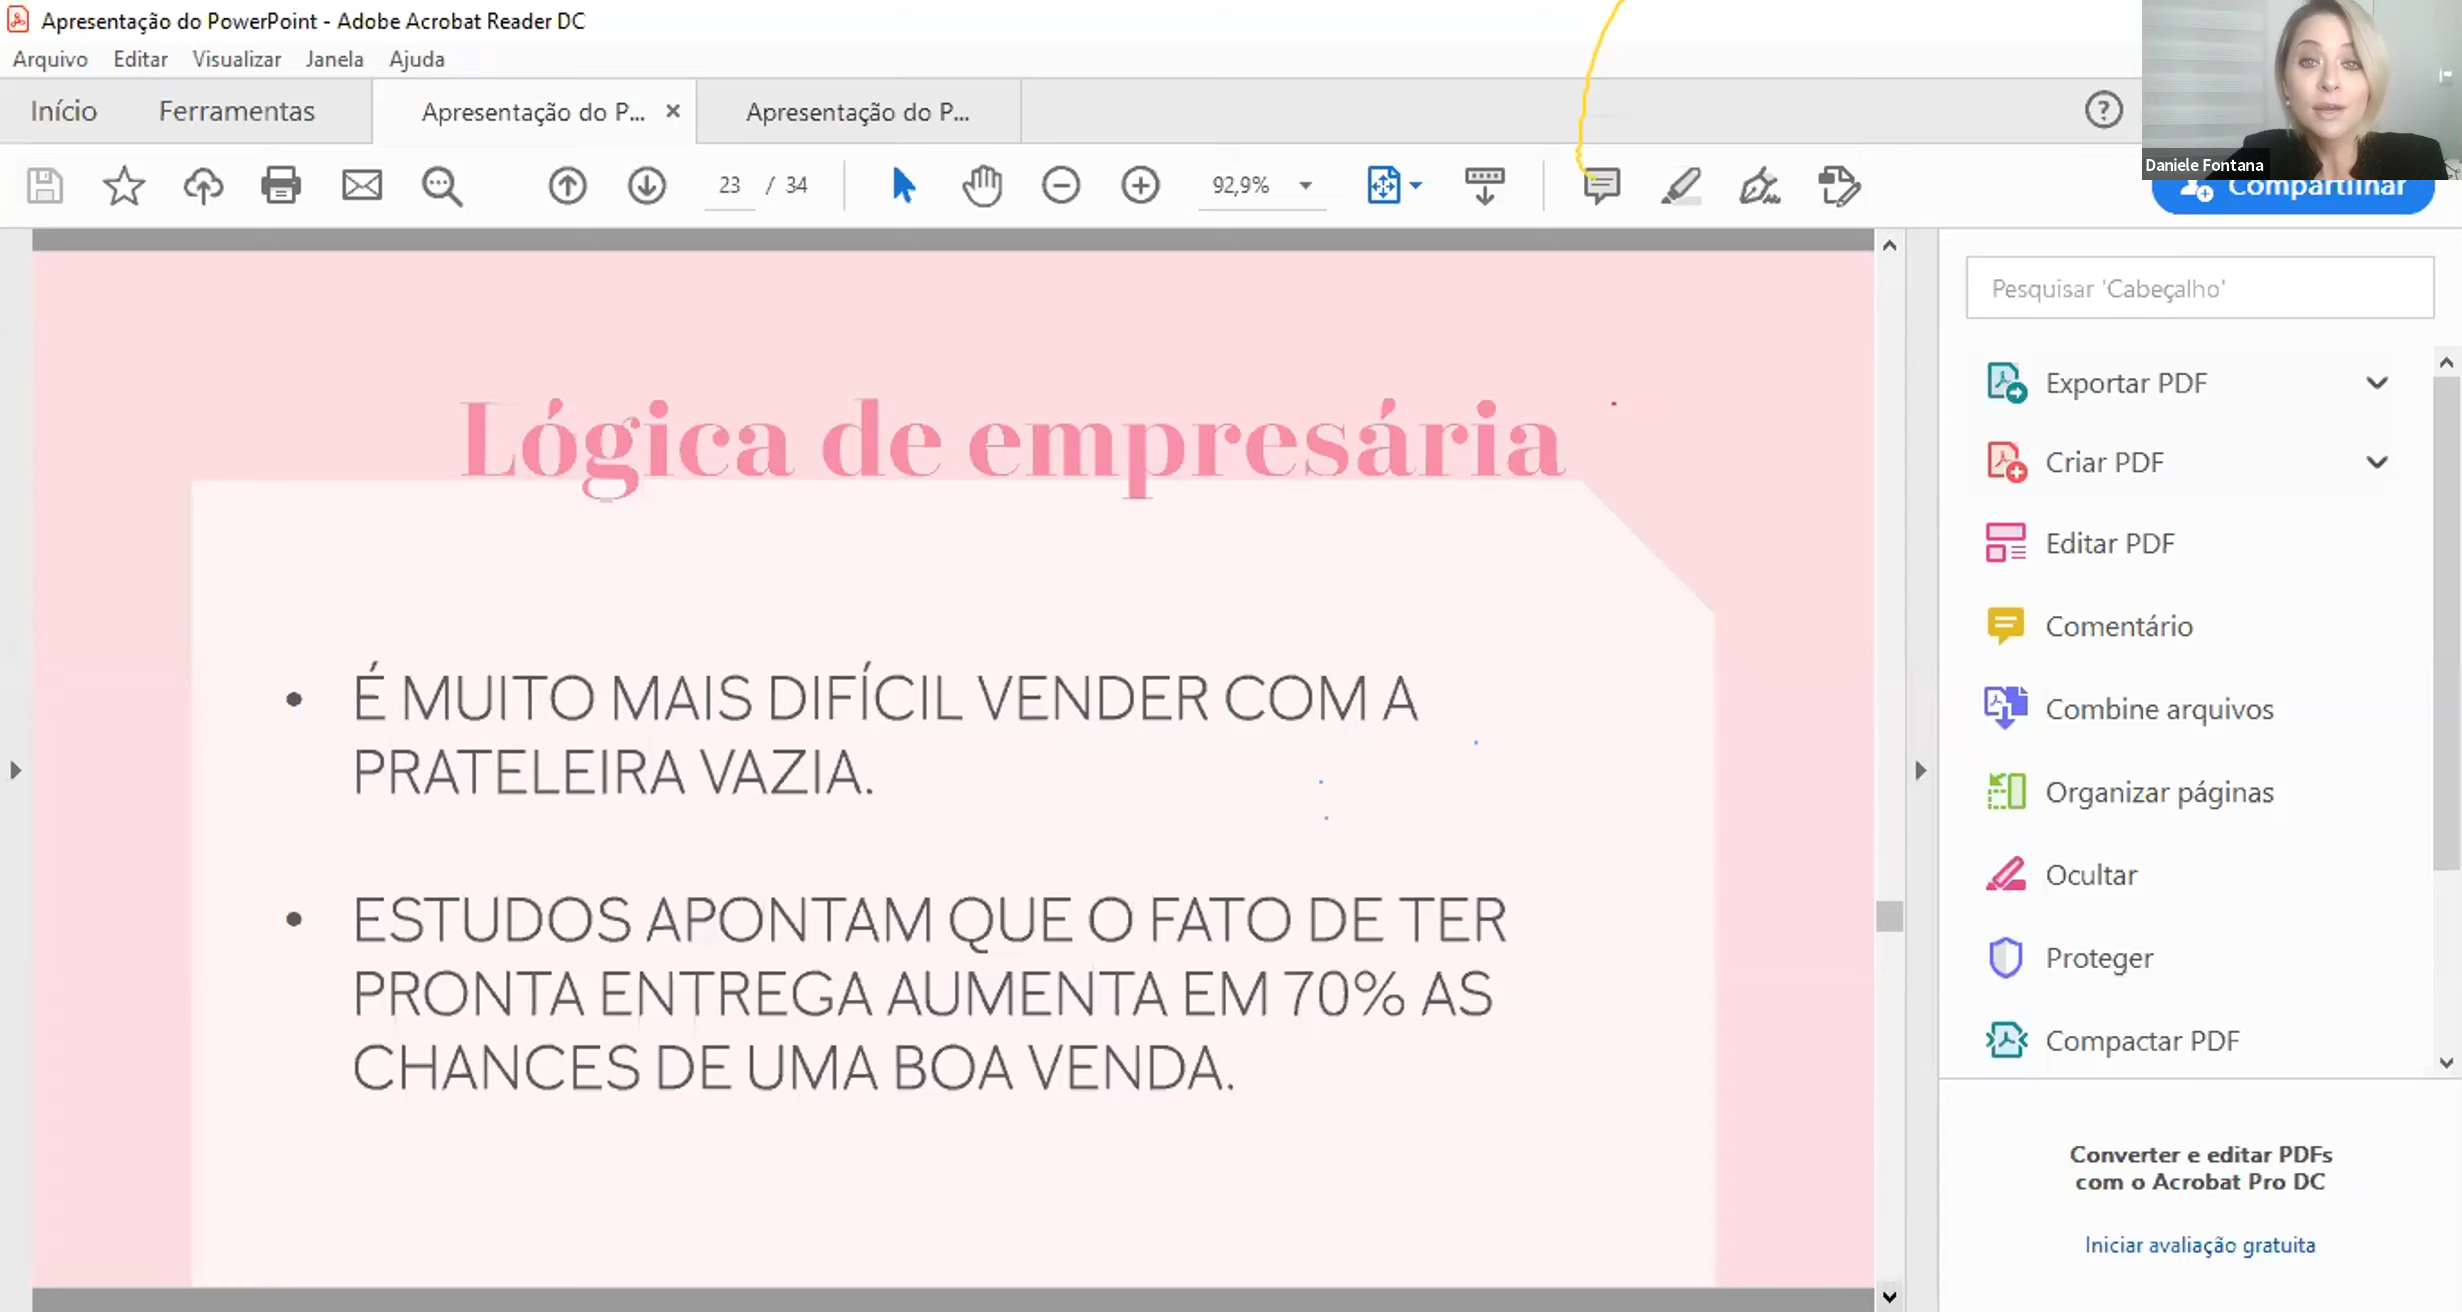 Apresentação do PowerPoint - Adobe Acrobat Reader DC
Arquivo Editar Visualizar Janela Ajuda
Início Ferramentas Apresentação do P... Apresentação do P...
23 / 34 92,9%
Daniele Fontana
Compartilhar
Pesquisar 'Cabeçalho'
Lógica de empresária
É MUITO MAIS DIFÍCIL VENDER COM A
PRATELEIRA VAZIA.
ESTUDOS APONTAM QUE O FATO DE TER
PRONTA ENTREGA AUMENTA EM 70% AS
CHANCES DE UMA BOA VENDA.
Exportar PDF
Criar PDF
Editar PDF
Comentário
Combine arquivos
Organizar páginas
Ocultar
Proteger
Compactar PDF
Converter e editar PDFs
com o Acrobat Pro DC
Iniciar avaliação gratuita